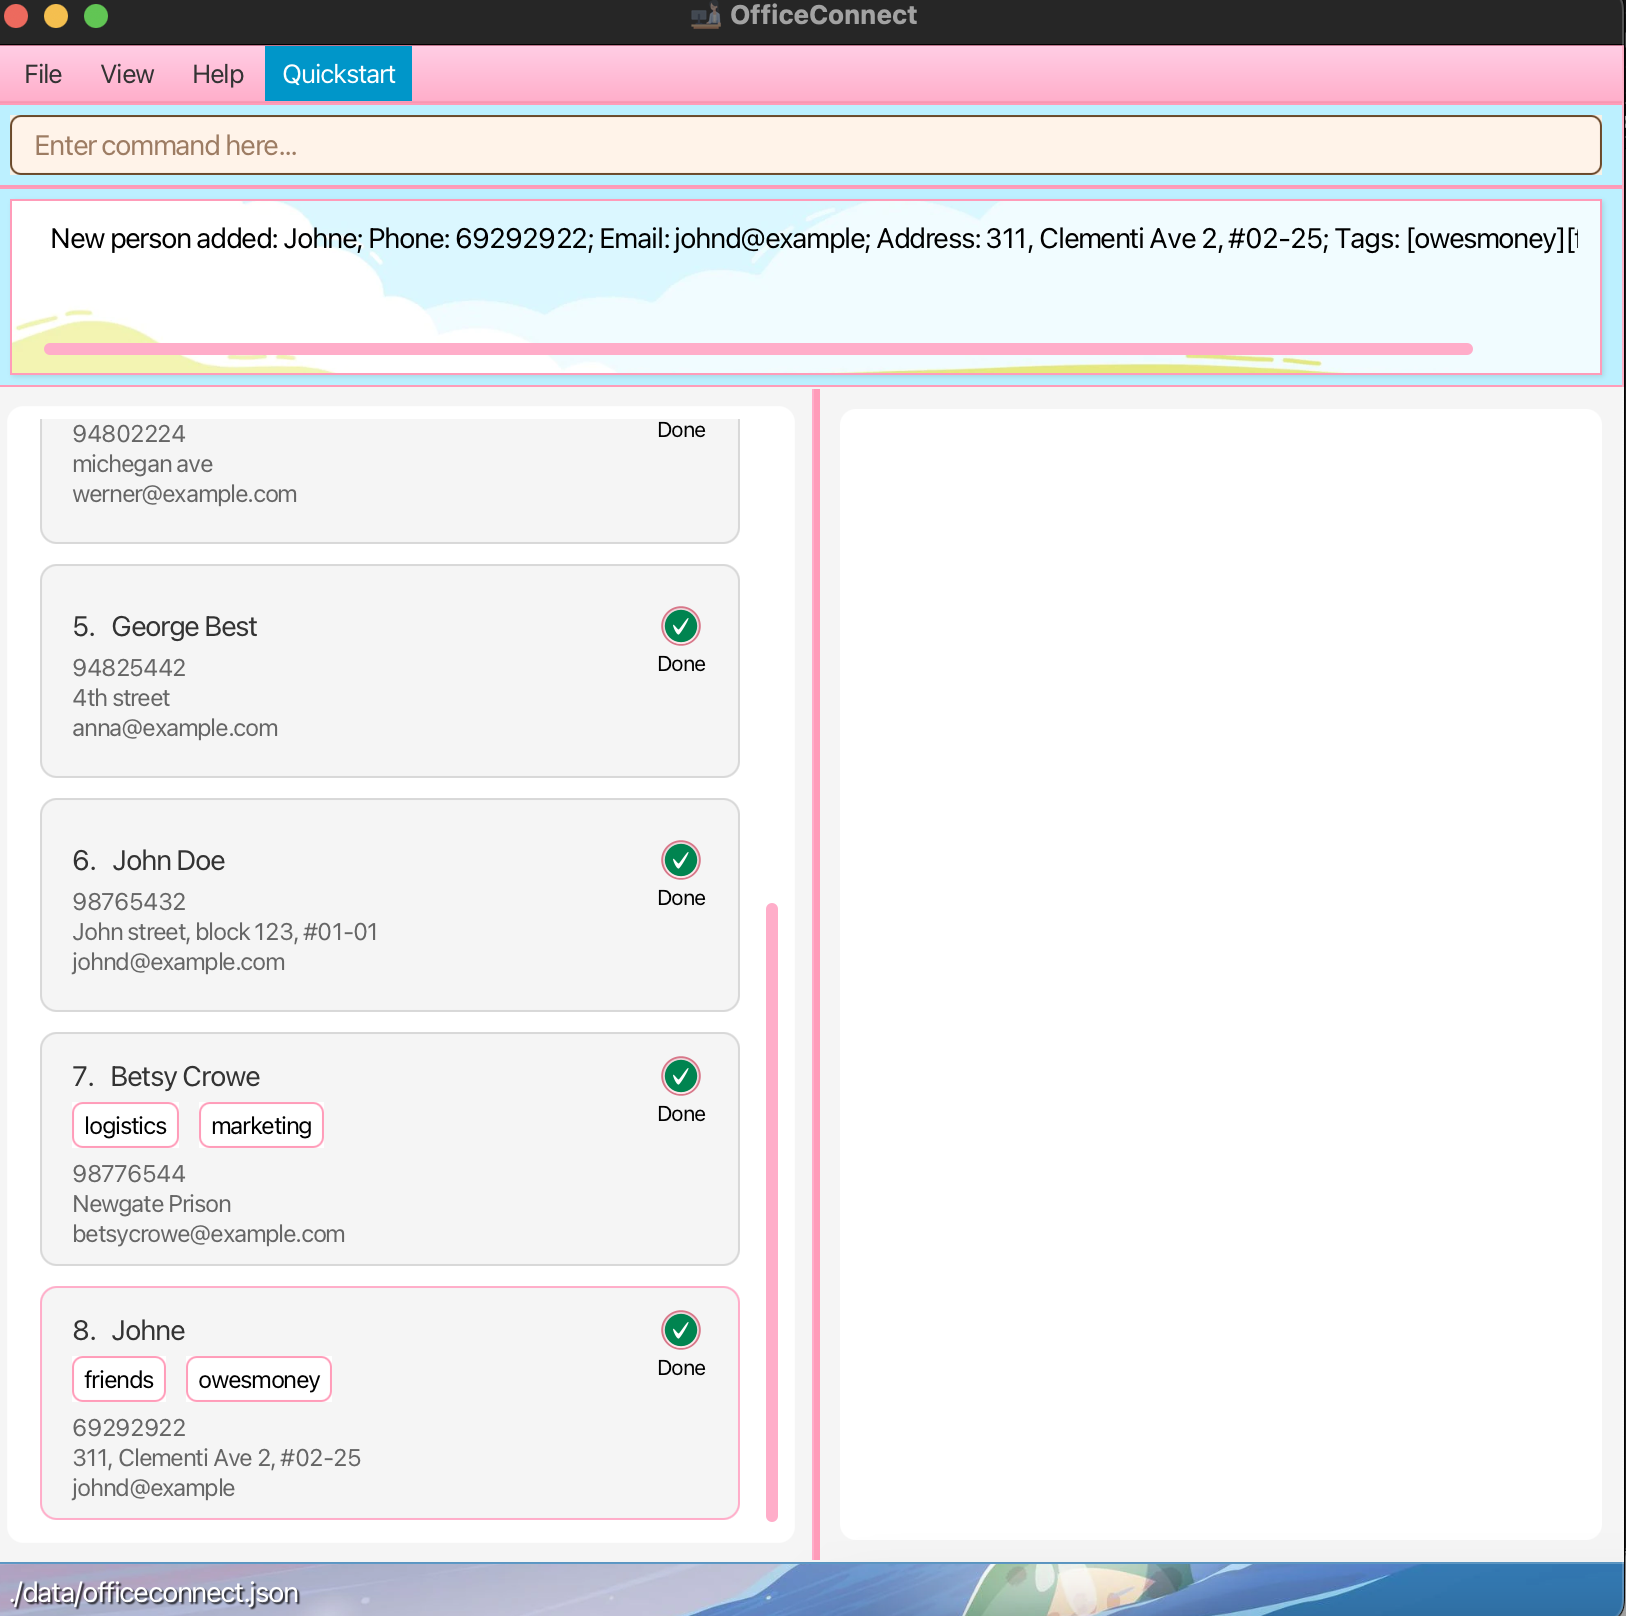 OfficeConnect
File View Help Quickstart
Enter command here...
New person added: Johne; Phone: 69292922; Email: johnd@example; Address: 311, Clementi Ave 2, #02-25; Tags: [owesmoney][
94802224
Done
michegan ave
werner@example.com
5. George Best
Done
94825442
4th street
anna@example.com
6. John Doe
Done
98765432
John street, block 123, #01-01
johnd@example.com
7. Betsy Crowe
Done
logistics marketing
98776544
Newgate Prison
betsycrowe@example.com
8. Johne
Done
friends owesmoney
69292922
311, Clementi Ave 2, #02-25
johnd@example
./data/officeconnect.json